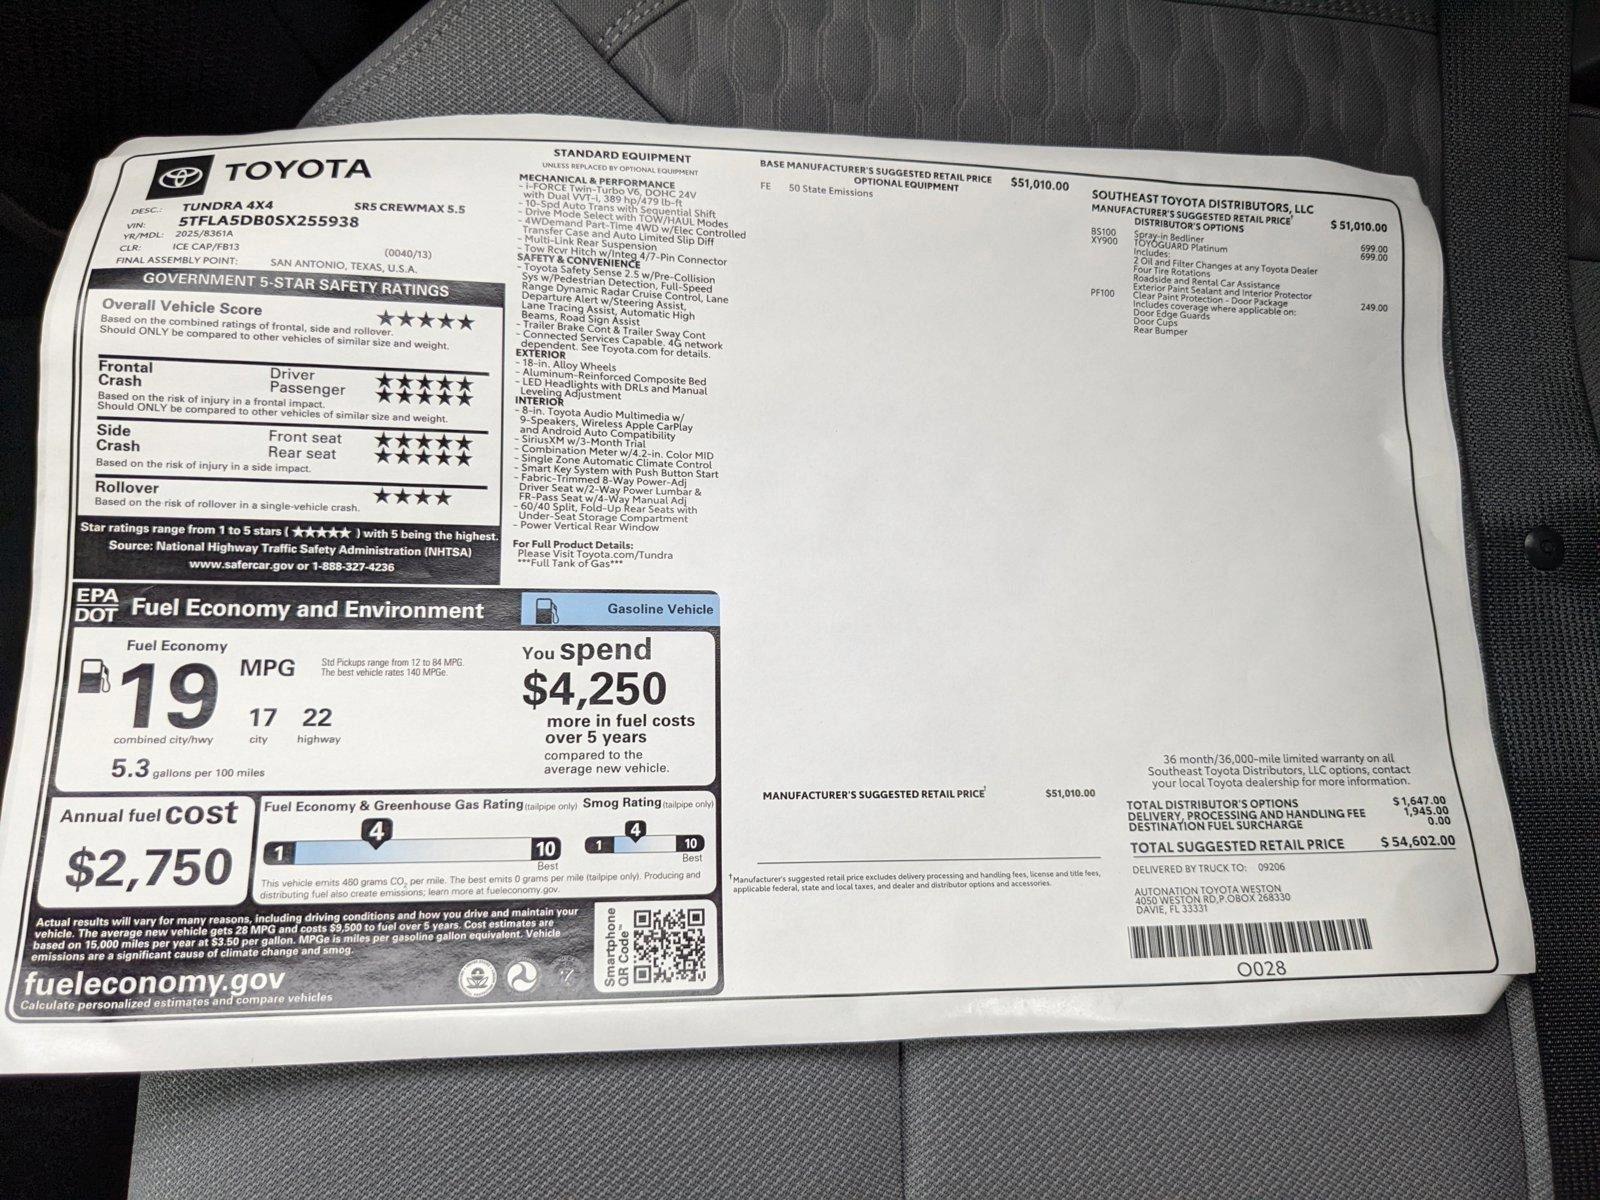 TOYOTA
DESC.: TUNDRA 4X4 SR5 CREWMAX 5.5
VIN: 5TFLA5DB0SX255938
YR/MDL: 2025/8361A
CLR: ICE CAP/FB13 (0040/13)
FINAL ASSEMBLY POINT: SAN ANTONIO, TEXAS, U.S.A.
GOVERNMENT 5-STAR SAFETY RATINGS
Overall Vehicle Score ★★★★★
Based on the combined ratings of frontal, side and rollover.
Should ONLY be compared to other vehicles of similar size and weight.
Frontal Driver ★★★★★
Crash Passenger ★★★★★
Based on the risk of injury in a frontal impact.
Should ONLY be compared to other vehicles of similar size and weight.
Side Front seat ★★★★★
Crash Rear seat ★★★★★
Based on the risk of injury in a side impact.
Rollover ★★★★
Based on the risk of rollover in a single-vehicle crash.
Star ratings range from 1 to 5 stars (★★★★★) with 5 being the highest.
Source: National Highway Traffic Safety Administration (NHTSA)
www.safercar.gov or 1-888-327-4236
STANDARD EQUIPMENT
UNLESS REPLACED BY OPTIONAL EQUIPMENT
MECHANICAL & PERFORMANCE
- i-FORCE Twin-Turbo V6, DOHC 24V
with Dual VVT-i, 389 hp/479 lb-ft
- 10-Spd Auto Trans with Sequential Shift
- Drive Mode Select with TOW/HAUL Modes
- 4WDemand Part-Time 4WD w/Elec Controlled
Transfer Case and Auto Limited Slip Diff
- Multi-Link Rear Suspension
- Tow Rcvr Hitch w/Integ 4/7-Pin Connector
SAFETY & CONVENIENCE
- Toyota Safety Sense 2.5 w/Pre-Collision
Sys w/Pedestrian Detection, Full-Speed
Range Dynamic Radar Cruise Control, Lane
Departure Alert w/Steering Assist,
Lane Tracing Assist, Automatic High
Beams, Road Sign Assist
- Trailer Brake Cont & Trailer Sway Cont
- Connected Services Capable, 4G network
dependent. See Toyota.com for details.
EXTERIOR
- 18-in. Alloy Wheels
- Aluminum-Reinforced Composite Bed
- LED Headlights with DRLs and Manual
Leveling Adjustment
INTERIOR
- 8-in. Toyota Audio Multimedia w/
9-Speakers, Wireless Apple CarPlay
and Android Auto Compatibility
- SiriusXM w/3-Month Trial
- Combination Meter w/4.2-in. Color MID
- Single Zone Automatic Climate Control
- Smart Key System with Push Button Start
- Fabric-Trimmed 8-Way Power-Adj
Driver Seat w/2-Way Power Lumbar &
FR-Pass Seat w/4-Way Manual Adj
- 60/40 Split, Fold-Up Rear Seats with
Under-Seat Storage Compartment
- Power Vertical Rear Window
For Full Product Details:
Please Visit Toyota.com/Tundra
***Full Tank of Gas***
EPA
DOT
Fuel Economy and Environment
Gasoline Vehicle
Fuel Economy
19 MPG
combined city/hwy
17 22
city highway
5.3 gallons per 100 miles
Std Pickups range from 12 to 84 MPG.
The best vehicle rates 140 MPGe.
You spend
$4,250
more in fuel costs
over 5 years
compared to the
average new vehicle.
Annual fuel cost
$2,750
Fuel Economy & Greenhouse Gas Rating (tailpipe only)
4
1 10
Best
Smog Rating (tailpipe only)
4
1 10
Best
This vehicle emits 460 grams CO2 per mile. The best emits 0 grams per mile (tailpipe only). Producing and
distributing fuel also create emissions; learn more at fueleconomy.gov.
Actual results will vary for many reasons, including driving conditions and how you drive and maintain your
vehicle. The average new vehicle gets 28 MPG and costs $9,500 to fuel over 5 years. Cost estimates are
based on 15,000 miles per year at $3.50 per gallon. MPGe is miles per gasoline gallon equivalent. Vehicle
emissions are a significant cause of climate change and smog.
fueleconomy.gov
Calculate personalized estimates and compare vehicles
Smartphone
QR Code™
BASE MANUFACTURER'S SUGGESTED RETAIL PRICE $51,010.00
OPTIONAL EQUIPMENT
FE 50 State Emissions
MANUFACTURER'S SUGGESTED RETAIL PRICE† $51,010.00
†Manufacturer's suggested retail price excludes delivery processing and handling fees, license and title fees,
applicable federal, state and local taxes, and dealer and distributor options and accessories.
SOUTHEAST TOYOTA DISTRIBUTORS, LLC
MANUFACTURER'S SUGGESTED RETAIL PRICE† $ 51,010.00
DISTRIBUTOR'S OPTIONS
BS100 Spray-in Bedliner 699.00
XY900 TOYOGUARD Platinum 699.00
Includes:
2 Oil and Filter Changes at any Toyota Dealer
Four Tire Rotations
Roadside and Rental Car Assistance
Exterior Paint Sealant and Interior Protector
PF100 Clear Paint Protection - Door Package 249.00
Includes coverage where applicable on:
Door Edge Guards
Door Cups
Rear Bumper
36 month/36,000-mile limited warranty on all
Southeast Toyota Distributors, LLC options, contact
your local Toyota dealership for more information.
TOTAL DISTRIBUTOR'S OPTIONS $ 1,647.00
DELIVERY, PROCESSING AND HANDLING FEE 1,945.00
DESTINATION FUEL SURCHARGE 0.00
TOTAL SUGGESTED RETAIL PRICE $ 54,602.00
DELIVERED BY TRUCK TO: 09206
AUTONATION TOYOTA WESTON
4050 WESTON RD,P.OBOX 268330
DAVIE, FL 33331
O028